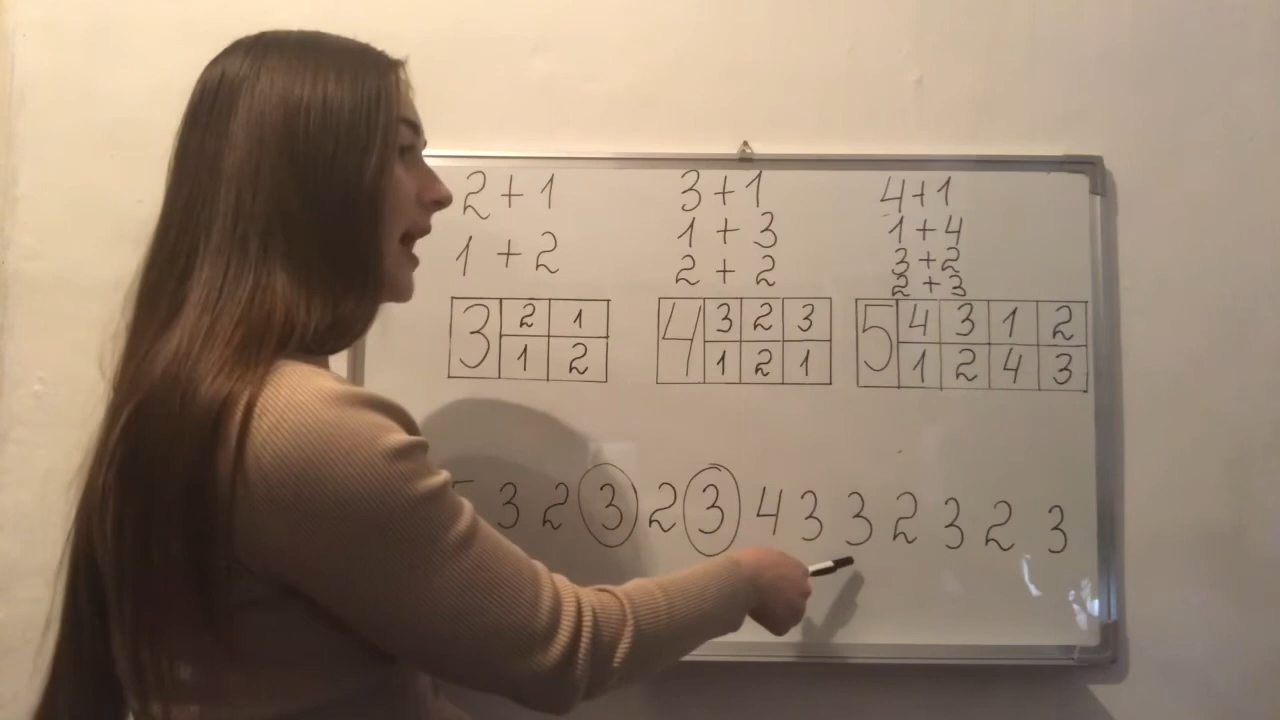 2+1 3+1 4+1
1+2 1+3 1+4
2+2 3+2
2+3
3 2 1 4 3 2 3 5 4 3 1 2
1 2 1 2 1 1 2 4 3
3 2 3 2 3 4 3 3 2 3 2 3